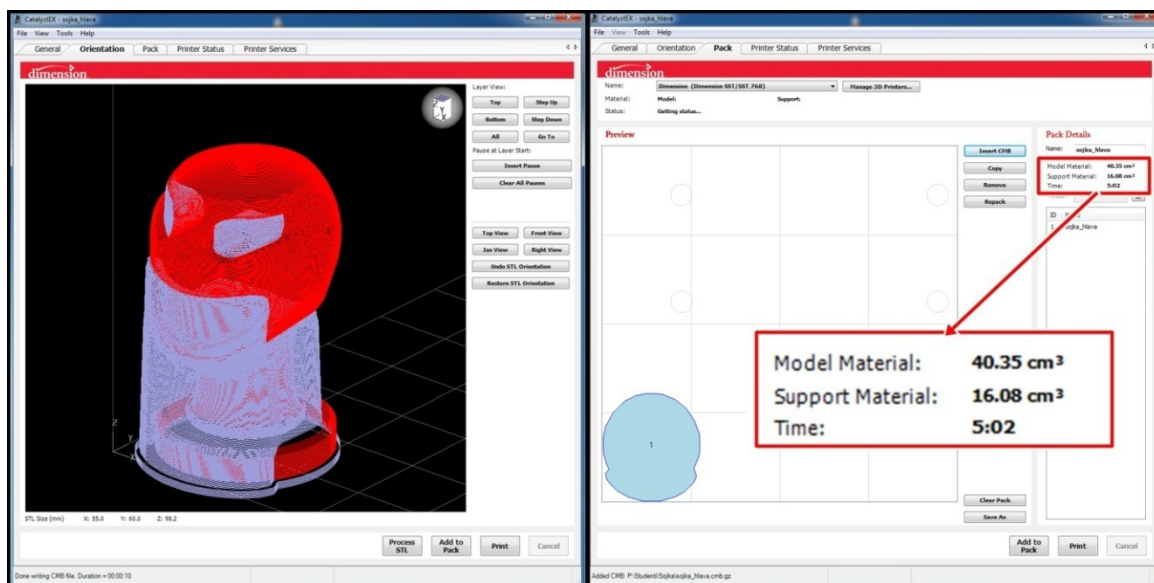 CatalystEX - sojka_hlava
File View Tools Help
General Orientation Pack Printer Status Printer Services
dimension
Layer View:
Top Step Up
Bottom Step Down
All Go To
Pause at Layer Start:
Insert Pause
Clear All Pauses
Top View Front View
Iso View Right View
Undo STL Orientation
Restore STL Orientation
Z
Y
X
Z
Y
X
STL Size (mm) X: 55.0 Y: 60.0 Z: 98.2
Process STL Add to Pack Print Cancel
Done writing CMB file. Duration = 00:00:10
CatalystEX - sojka_hlava
File View Tools Help
General Orientation Pack Printer Status Printer Services
dimension
Name: Dimension (Dimension SST/SST 768) Manage 3D Printers...
Material: Model: Support:
Status: Getting status...
Preview
Insert CMB
Copy
Remove
Repack
1
Clear Pack
Save As
Pack Details
Name: sojka_hlava
Model Material: 40.35 cm³
Support Material: 16.08 cm³
Time: 5:02
ID
1 sojka_hlava
Model Material: 40.35 cm³
Support Material: 16.08 cm³
Time: 5:02
Add to Pack Print Cancel
Added CMB: P:\Studenti\Sojka\sojka_hlava.cmb.gz